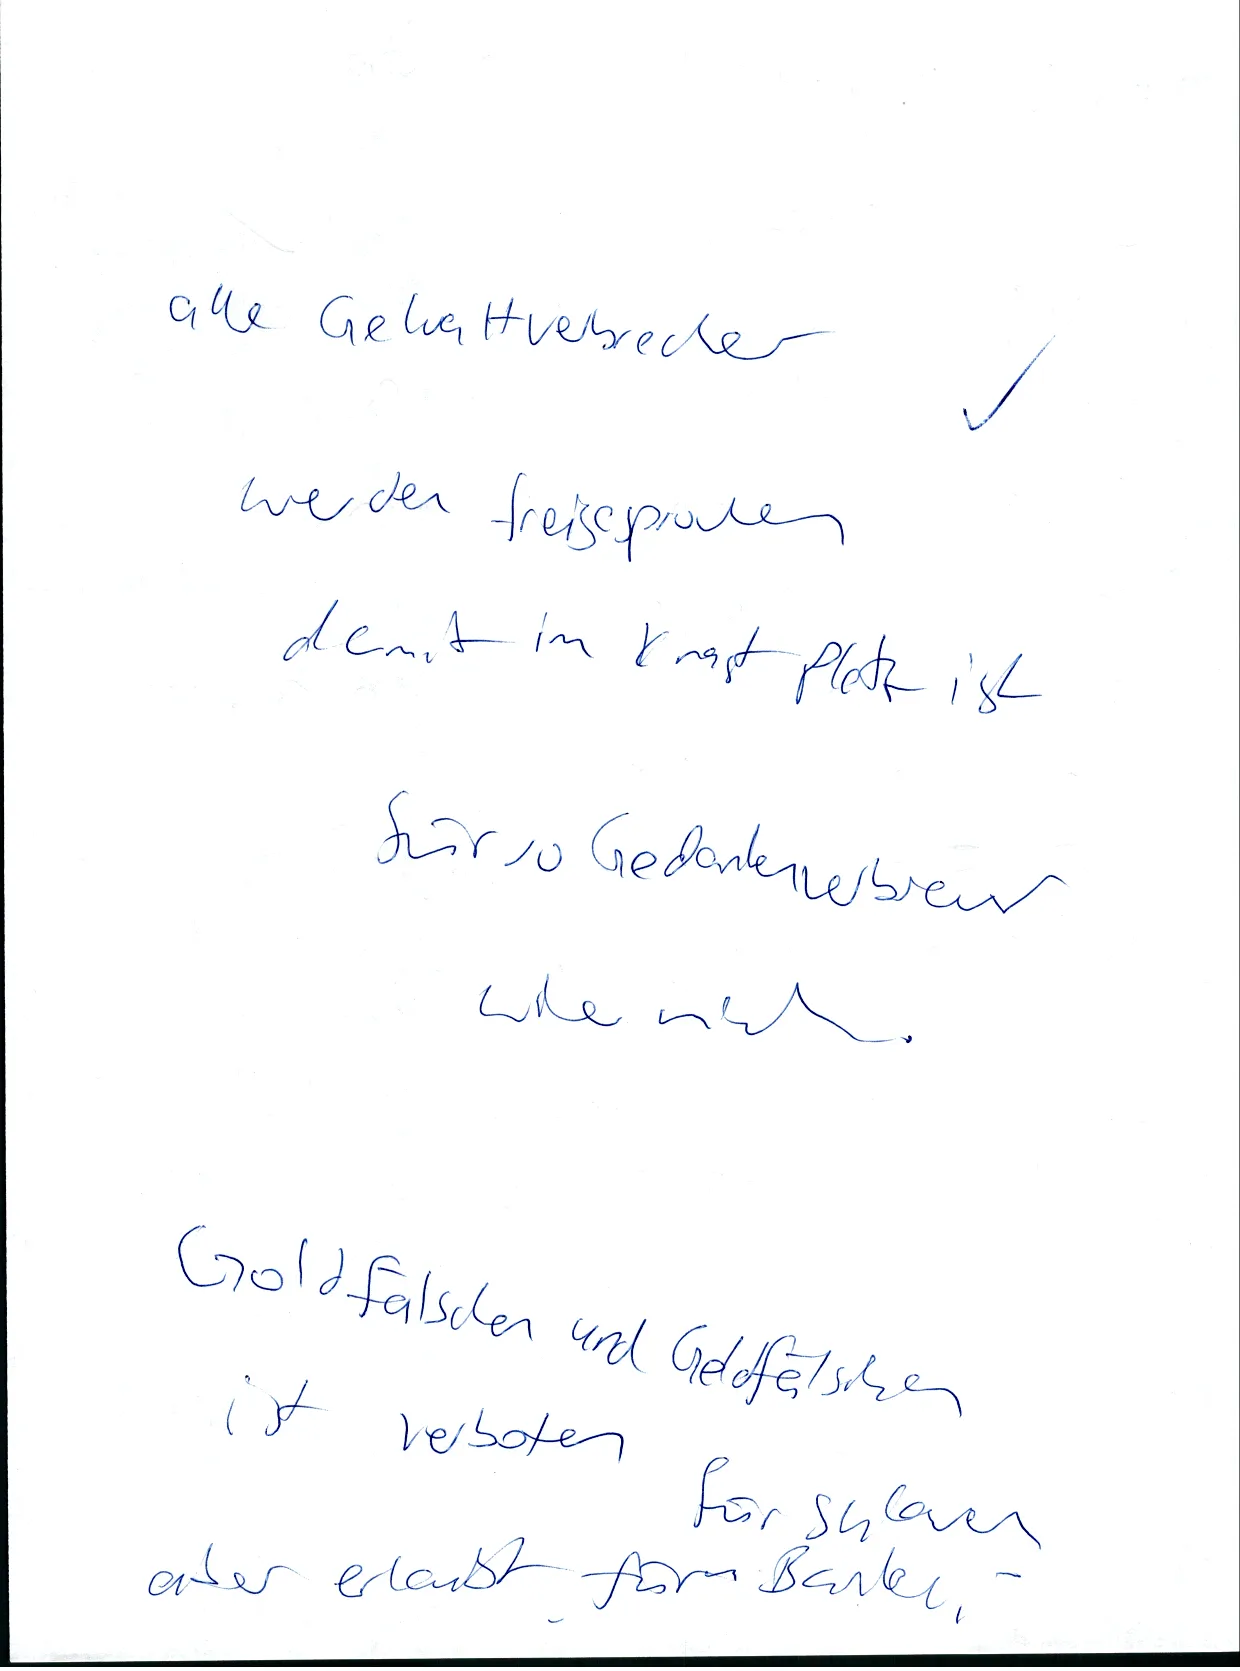 alle Gewaltverbrecher
werden freigesprochen
damit im Knast Platz ist
für so Gedankenverbrecher
wie mich.
Goldfälschen und Geldfälschen
ist verboten
für Sklaven
aber erlaubt für Banken,-